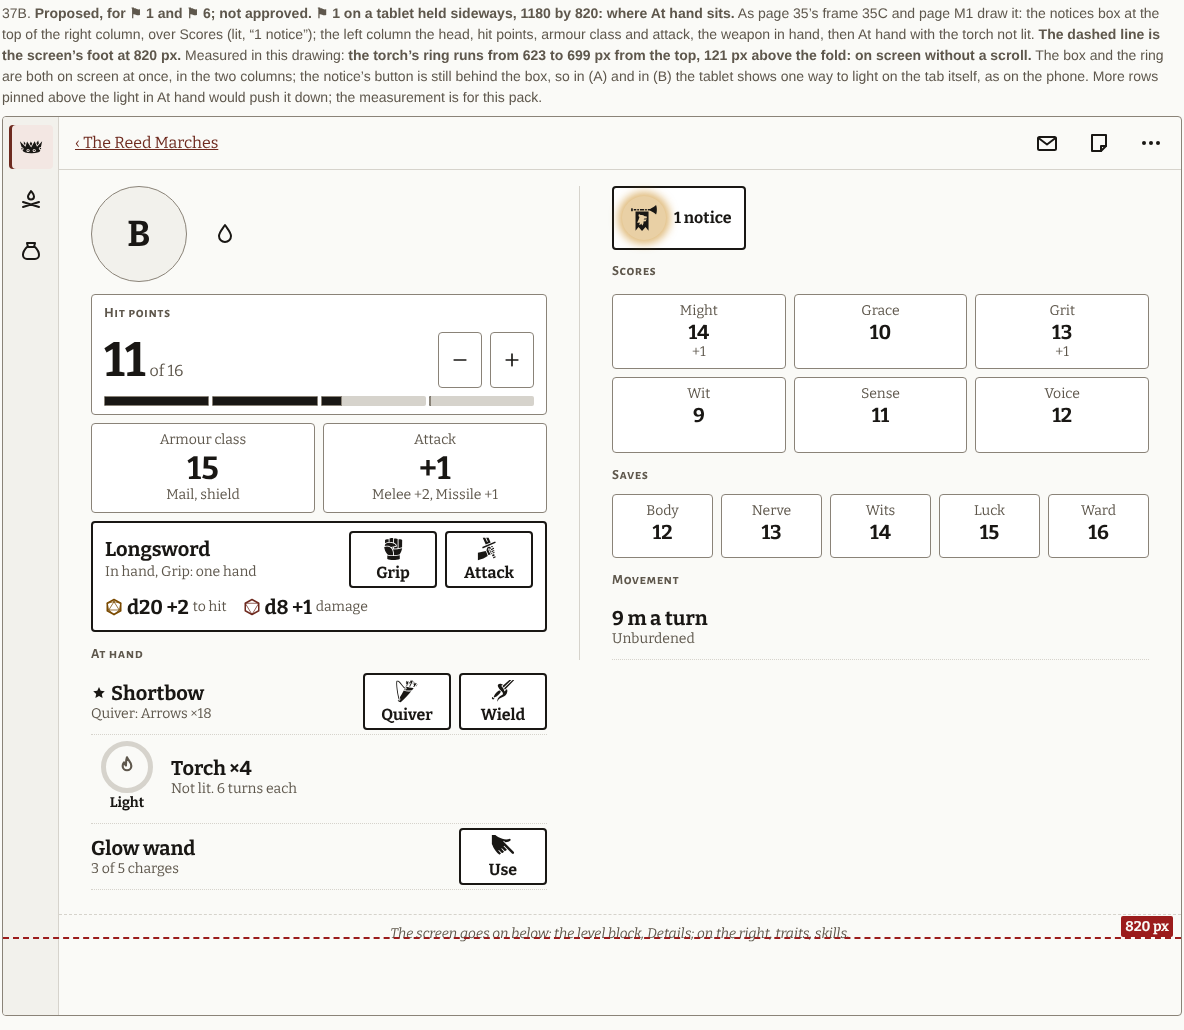 37B. Proposed, for ⚑ 1 and ⚑ 6; not approved. ⚑ 1 on a tablet held sideways, 1180 by 820: where At hand sits. As page 35's frame 35C and page M1 draw it: the notices box at the
top of the right column, over Scores (lit, “1 notice”); the left column the head, hit points, armour class and attack, the weapon in hand, then At hand with the torch not lit. The dashed line is
the screen's foot at 820 px. Measured in this drawing: the torch's ring runs from 623 to 699 px from the top, 121 px above the fold: on screen without a scroll. The box and the ring
are both on screen at once, in the two columns; the notice's button is still behind the box, so in (A) and in (B) the tablet shows one way to light on the tab itself, as on the phone. More rows
pinned above the light in At hand would push it down; the measurement is for this pack.
‹ The Reed Marches
B
1 notice
Hit points
11 of 16
− +
Armour class
15
Mail, shield
Attack
+1
Melee +2, Missile +1
Longsword
In hand, Grip: one hand
Grip
Attack
d20 +2 to hit d8 +1 damage
At hand
Shortbow
Quiver: Arrows ×18
Quiver
Wield
Light
Torch ×4
Not lit. 6 turns each
Glow wand
3 of 5 charges
Use
Scores
Might
14
+1
Grace
10
Grit
13
+1
Wit
9
Sense
11
Voice
12
Saves
Body
12
Nerve
13
Wits
14
Luck
15
Ward
16
Movement
9 m a turn
Unburdened
The screen goes on below: the level block, Details; on the right, traits, skills.
820 px